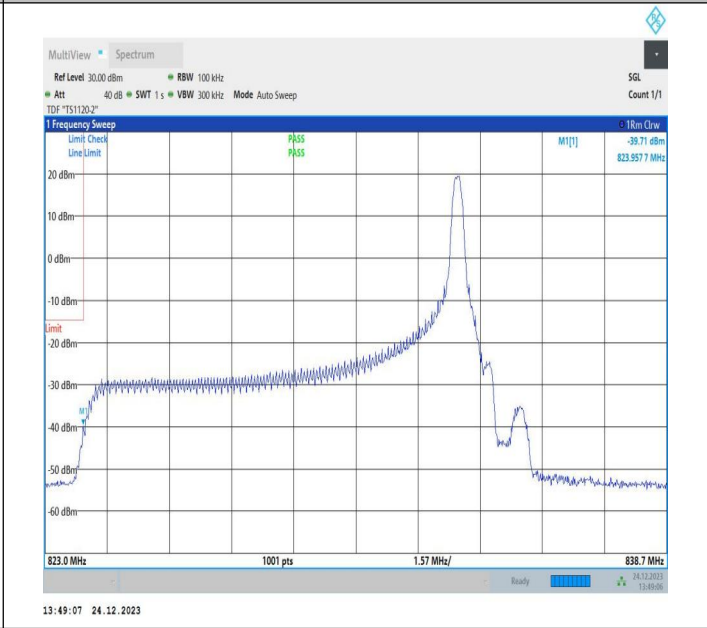 MultiView Spectrum
Ref Level 30.00 dBm RBW 100 kHz SGL
Att 40 dB SWT 1 s VBW 300 kHz Mode Auto Sweep Count 1/1
TDF "TS1120-2"
1 Frequency Sweep 1Rm Clrw
Limit Check PASS M1[1] -39.71 dBm
Line Limit PASS 823.957 7 MHz
20 dBm
10 dBm
0 dBm
-10 dBm
Limit
-20 dBm
-30 dBm
M1
-40 dBm
-50 dBm
-60 dBm
823.0 MHz 1001 pts 1.57 MHz/ 838.7 MHz
Ready 24.12.2023
13:49:06
13:49:07 24.12.2023